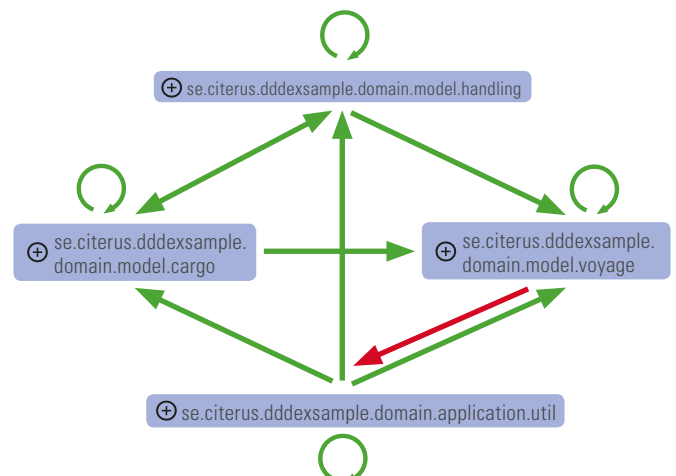 se.citerus.dddexsample.domain.model.handling
se.citerus.dddexsample.
domain.model.cargo
se.citerus.dddexsample.
domain.model.voyage
se.citerus.dddexsample.domain.application.util